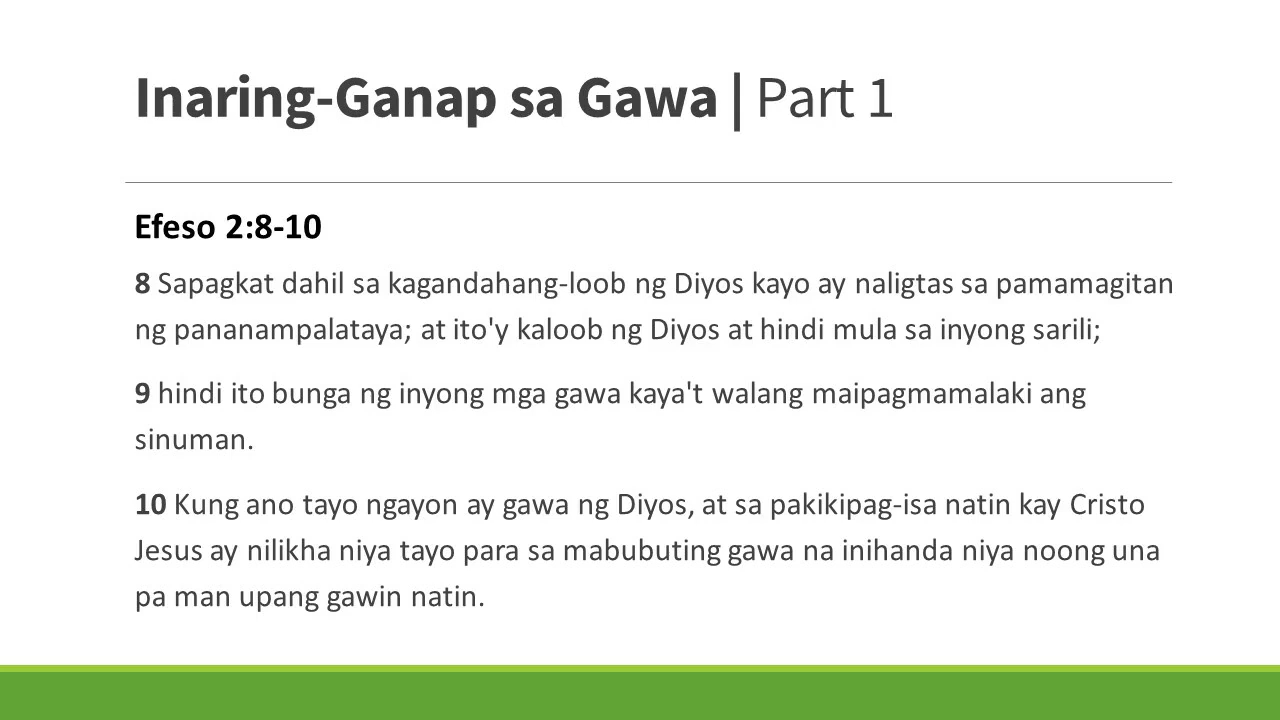 Inaring-Ganap sa Gawa | Part 1
Efeso 2:8-10
8 Sapagkat dahil sa kagandahang-loob ng Diyos kayo ay naligtas sa pamamagitan
ng pananampalataya; at ito'y kaloob ng Diyos at hindi mula sa inyong sarili;
9 hindi ito bunga ng inyong mga gawa kaya't walang maipagmamalaki ang
sinuman.
10 Kung ano tayo ngayon ay gawa ng Diyos, at sa pakikipag-isa natin kay Cristo
Jesus ay nilikha niya tayo para sa mabubuting gawa na inihanda niya noong una
pa man upang gawin natin.